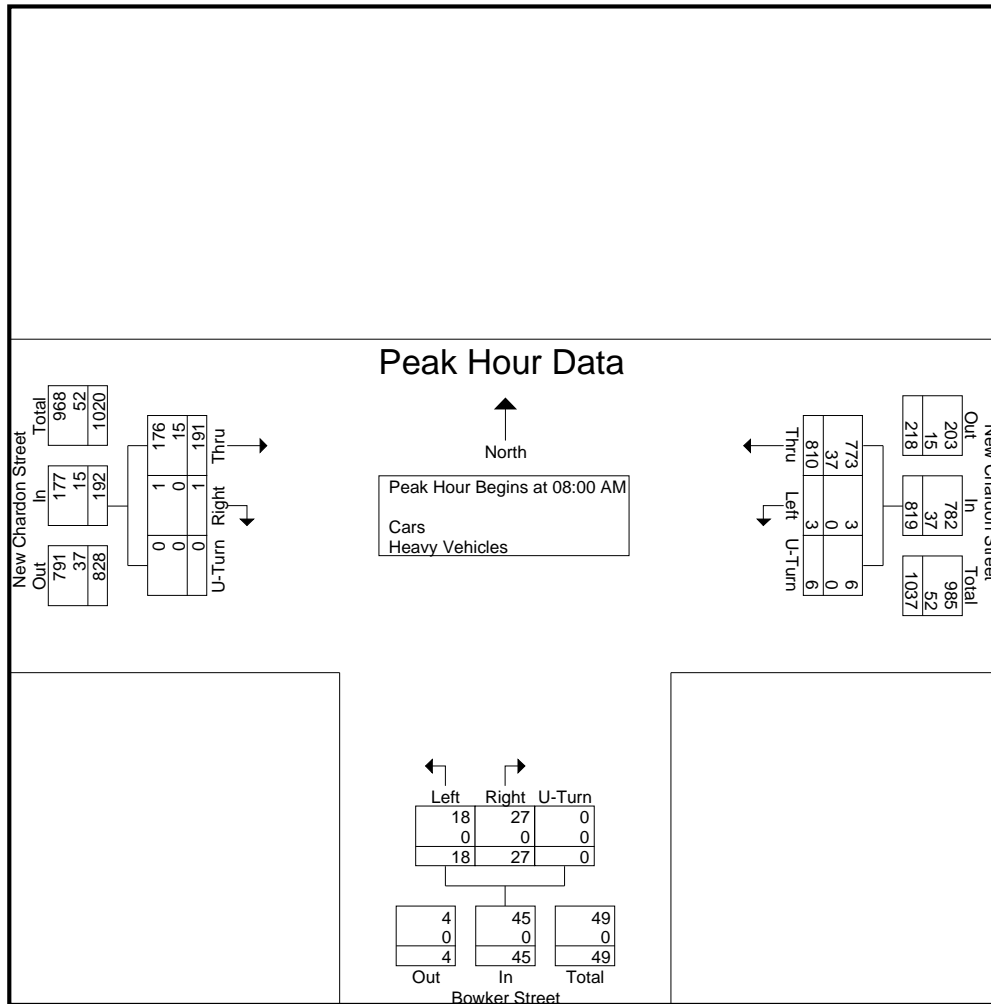 Peak Hour Data
North
Peak Hour Begins at 08:00 AM
Cars
Heavy Vehicles
New Chardon Street
Total
968
52
1020
In
177
15
192
Out
791
37
828
Thru
176
15
191
Right
1
0
1
U-Turn
0
0
0
New Chardon Street
Out
203
15
218
In
782
37
819
Total
985
52
1037
Thru
773
37
810
Left
3
0
3
U-Turn
6
0
6
Left Right U-Turn
18 27 0
0 0 0
18 27 0
4 45 49
0 0 0
4 45 49
Out In Total
Bowker Street